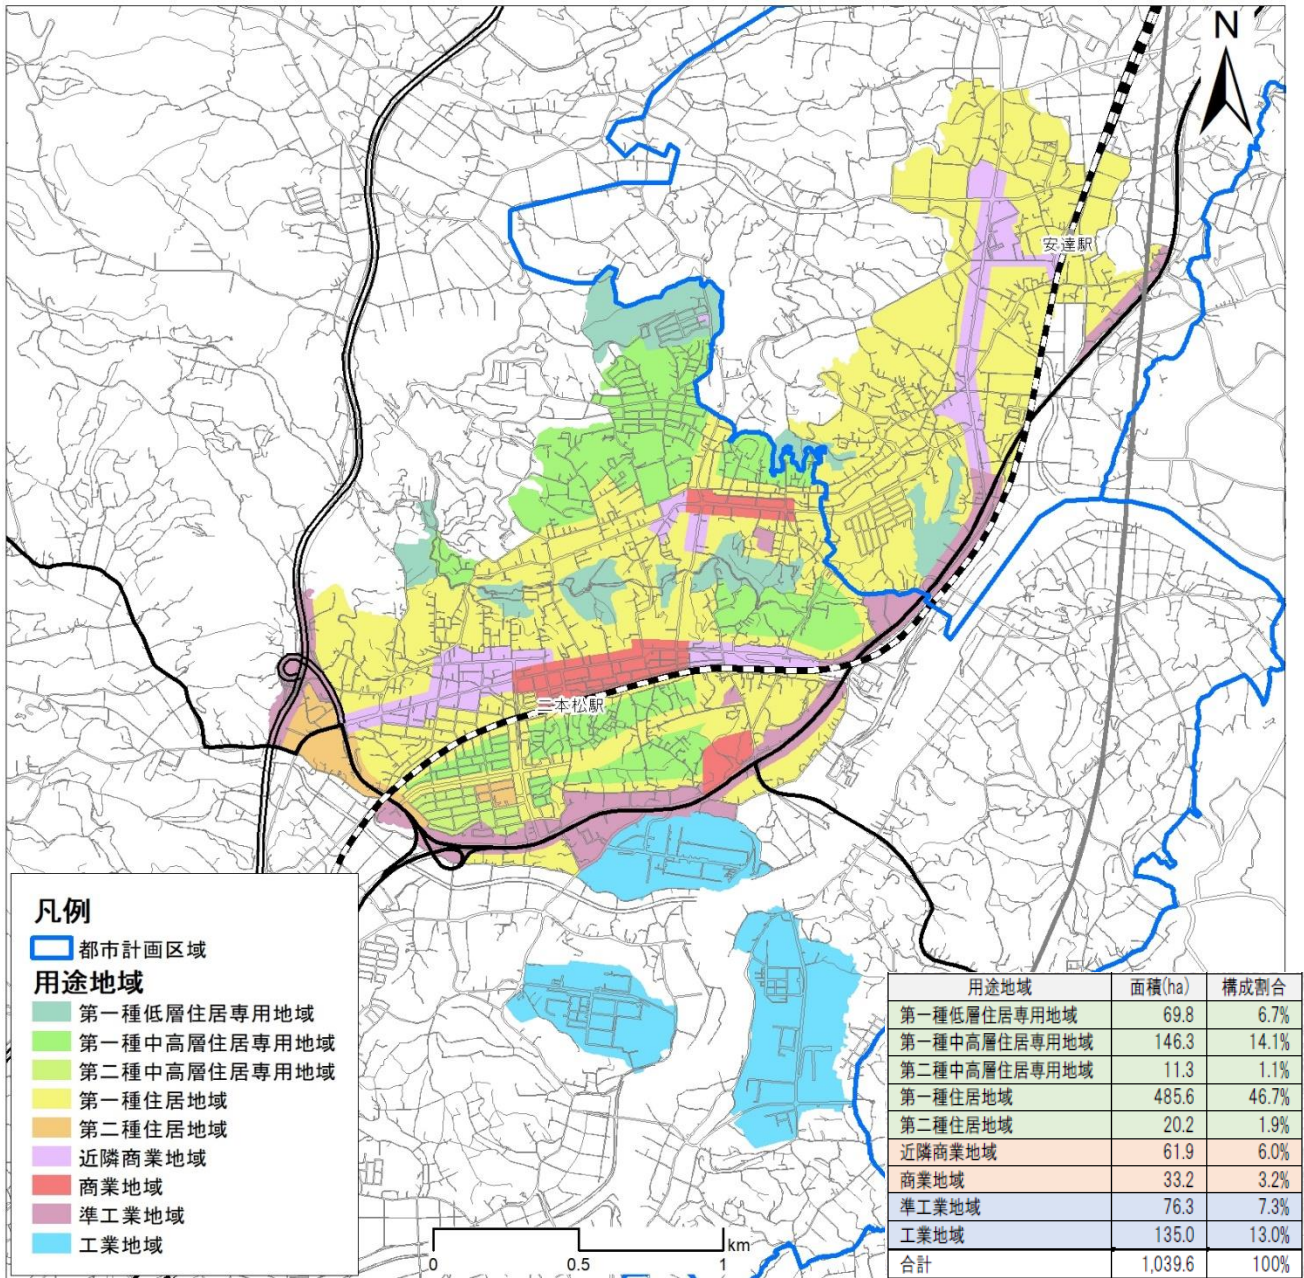 N
安達駅
二本松駅
凡例
都市計画区域
用途地域
第一種低層住居専用地域
第一種中高層住居専用地域
第二種中高層住居専用地域
第一種住居地域
第二種住居地域
近隣商業地域
商業地域
準工業地域
工業地域
km
0 0.5 1
用途地域 面積(ha) 構成割合
第一種低層住居専用地域 69.8 6.7%
第一種中高層住居専用地域 146.3 14.1%
第二種中高層住居専用地域 11.3 1.1%
第一種住居地域 485.6 46.7%
第二種住居地域 20.2 1.9%
近隣商業地域 61.9 6.0%
商業地域 33.2 3.2%
準工業地域 76.3 7.3%
工業地域 135.0 13.0%
合計 1,039.6 100%